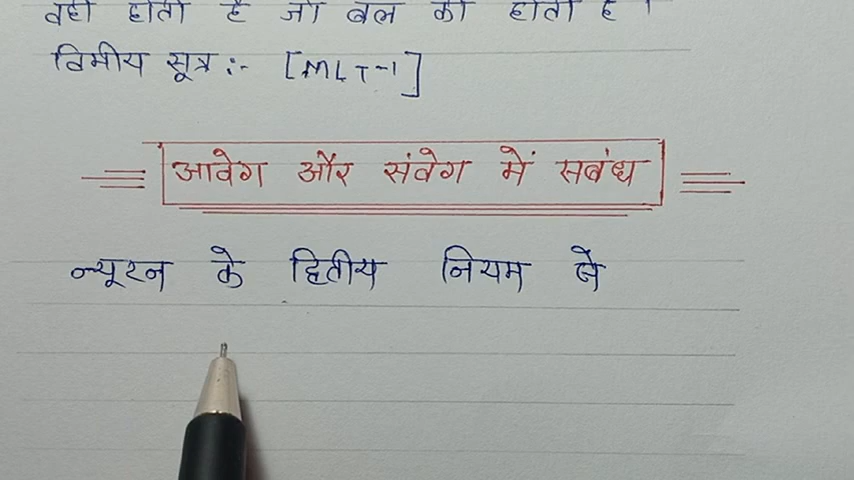 वही होती है जो बल की होती है ।
विमीय सूत्र :- [MLT-1]
आवेग और संवेग में सबंध
न्यूटन के द्वितीय नियम से